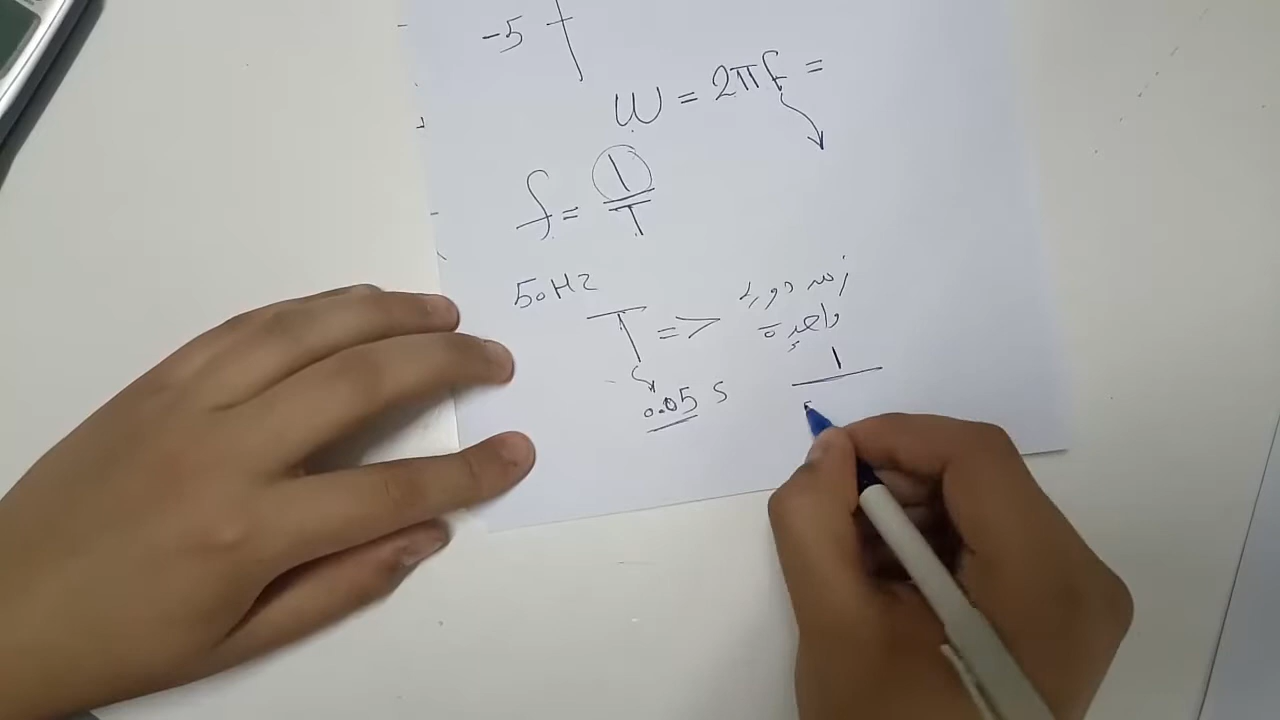 -5
ω = 2πf =
f = 1/T
50Hz
T => زمن دورة
واحدة
0.05 s
1